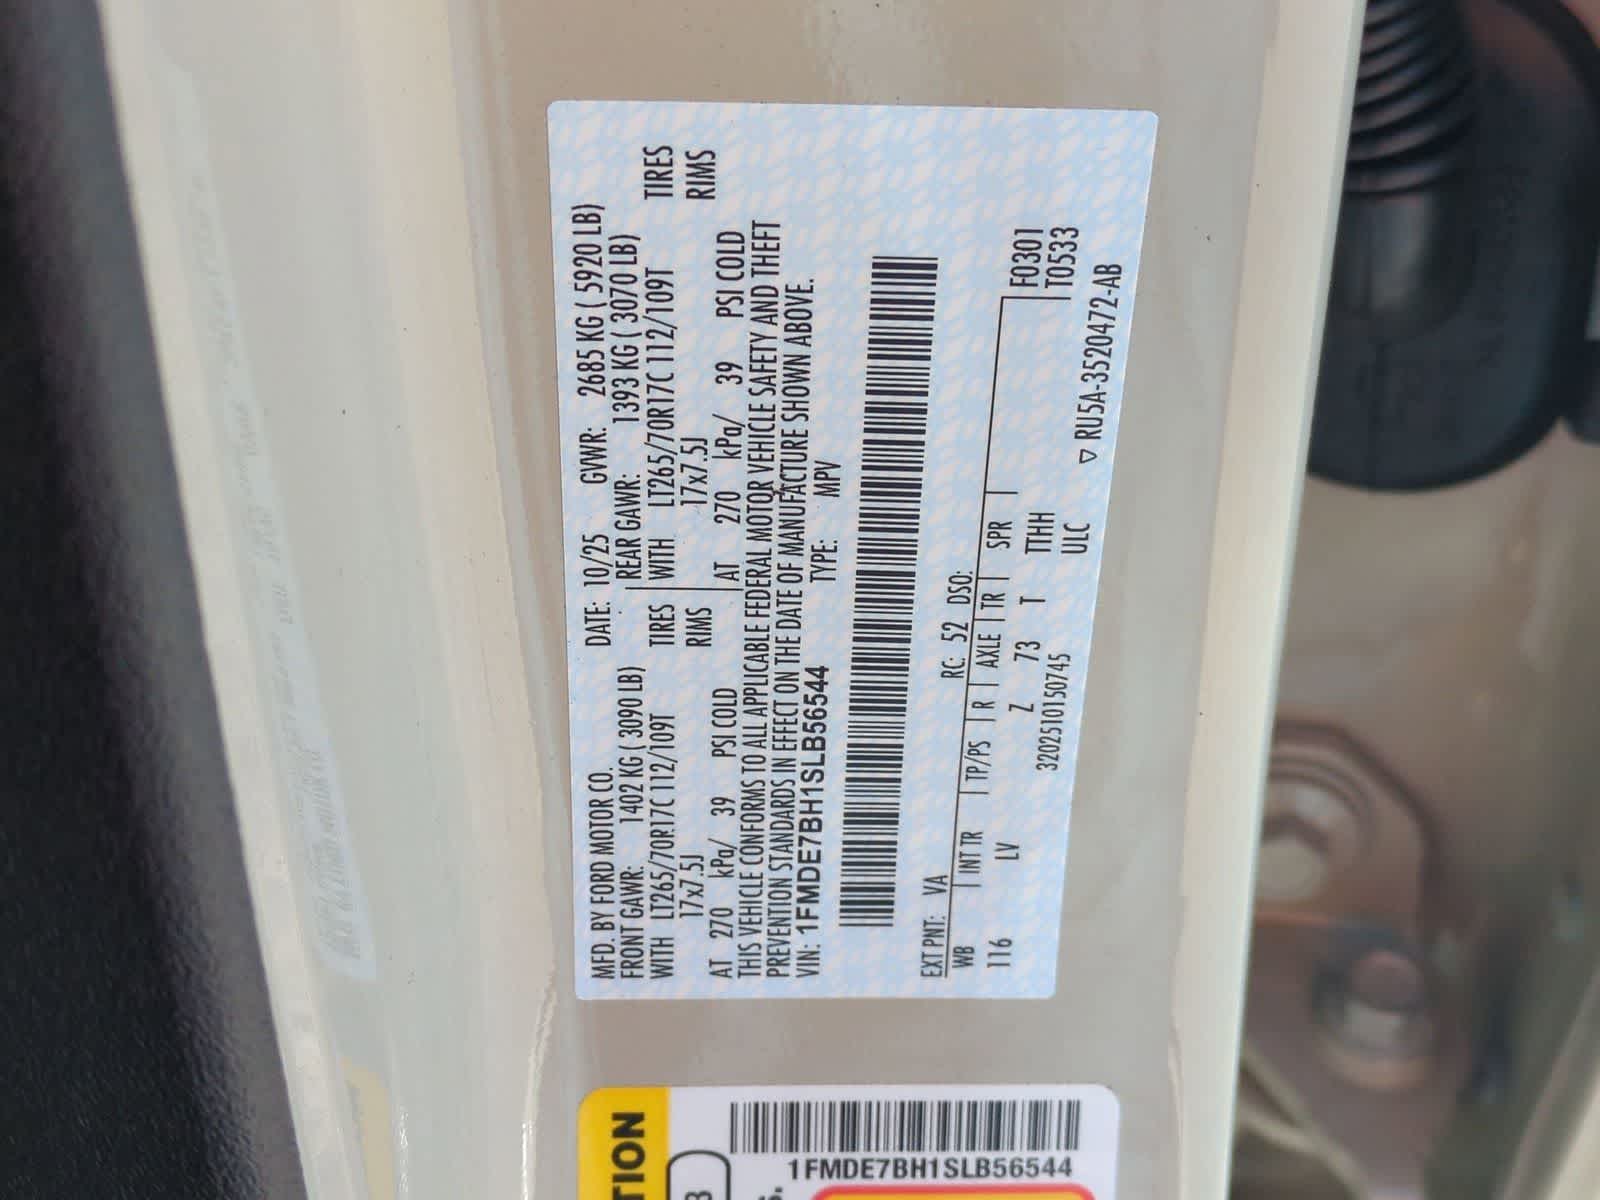 MFD. BY FORD MOTOR CO. DATE: 10/25 GVWR: 2685 KG ( 5920 LB)
FRONT GAWR: 1402 KG ( 3090 LB) REAR GAWR: 1393 KG ( 3070 LB)
WITH LT265/70R17C 112/109T TIRES WITH LT265/70R17C 112/109T TIRES
17x7.5J RIMS 17x7.5J RIMS
AT 270 kPa/ 39 PSI COLD AT 270 kPa/ 39 PSI COLD
THIS VEHICLE CONFORMS TO ALL APPLICABLE FEDERAL MOTOR VEHICLE SAFETY AND THEFT
PREVENTION STANDARDS IN EFFECT ON THE DATE OF MANUFACTURE SHOWN ABOVE.
VIN: 1FMDE7BH1SLB56544 TYPE: MPV
EXT PNT: VA RC: 52 DSO:
WB INT TR TP/PS R AXLE TR SPR F0301
116 LV Z 73 T TTHH T0533
3202510150745 ULC
▽ RU5A-3520472-AB
TION
1FMDE7BH1SLB56544